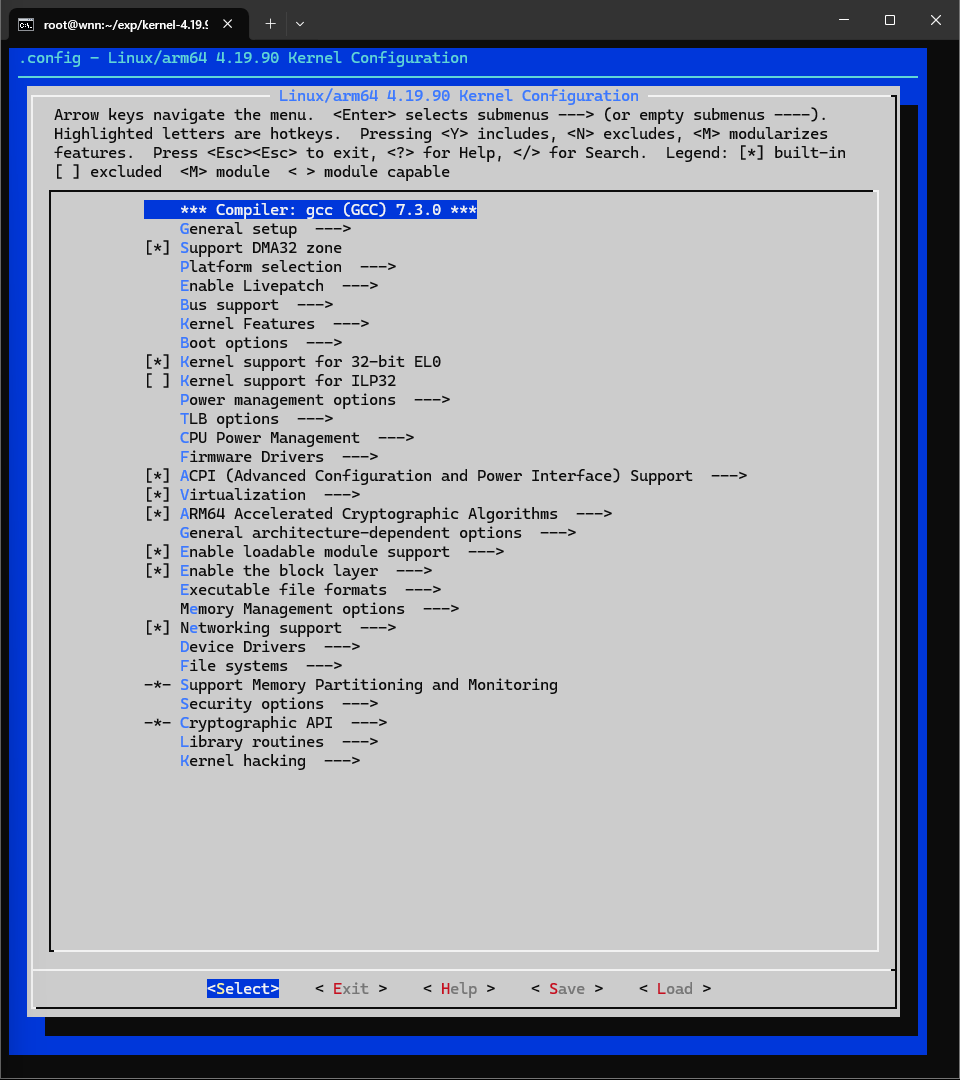 root@wnn:~/exp/kernel-4.19.9
.config - Linux/arm64 4.19.90 Kernel Configuration
Linux/arm64 4.19.90 Kernel Configuration
Arrow keys navigate the menu.  <Enter> selects submenus ---> (or empty submenus ----).
Highlighted letters are hotkeys.  Pressing <Y> includes, <N> excludes, <M> modularizes
features.  Press <Esc><Esc> to exit, <?> for Help, </> for Search.  Legend: [*] built-in
[ ] excluded  <M> module  < > module capable
*** Compiler: gcc (GCC) 7.3.0 ***
General setup  --->
[*] Support DMA32 zone
Platform selection  --->
Enable Livepatch  --->
Bus support  --->
Kernel Features  --->
Boot options  --->
[*] Kernel support for 32-bit EL0
[ ] Kernel support for ILP32
Power management options  --->
TLB options  --->
CPU Power Management  --->
Firmware Drivers  --->
[*] ACPI (Advanced Configuration and Power Interface) Support  --->
[*] Virtualization  --->
[*] ARM64 Accelerated Cryptographic Algorithms  --->
General architecture-dependent options  --->
[*] Enable loadable module support  --->
[*] Enable the block layer  --->
Executable file formats  --->
Memory Management options  --->
[*] Networking support  --->
Device Drivers  --->
File systems  --->
-*- Support Memory Partitioning and Monitoring
Security options  --->
-*- Cryptographic API  --->
Library routines  --->
Kernel hacking  --->
<Select>    < Exit >    < Help >    < Save >    < Load >